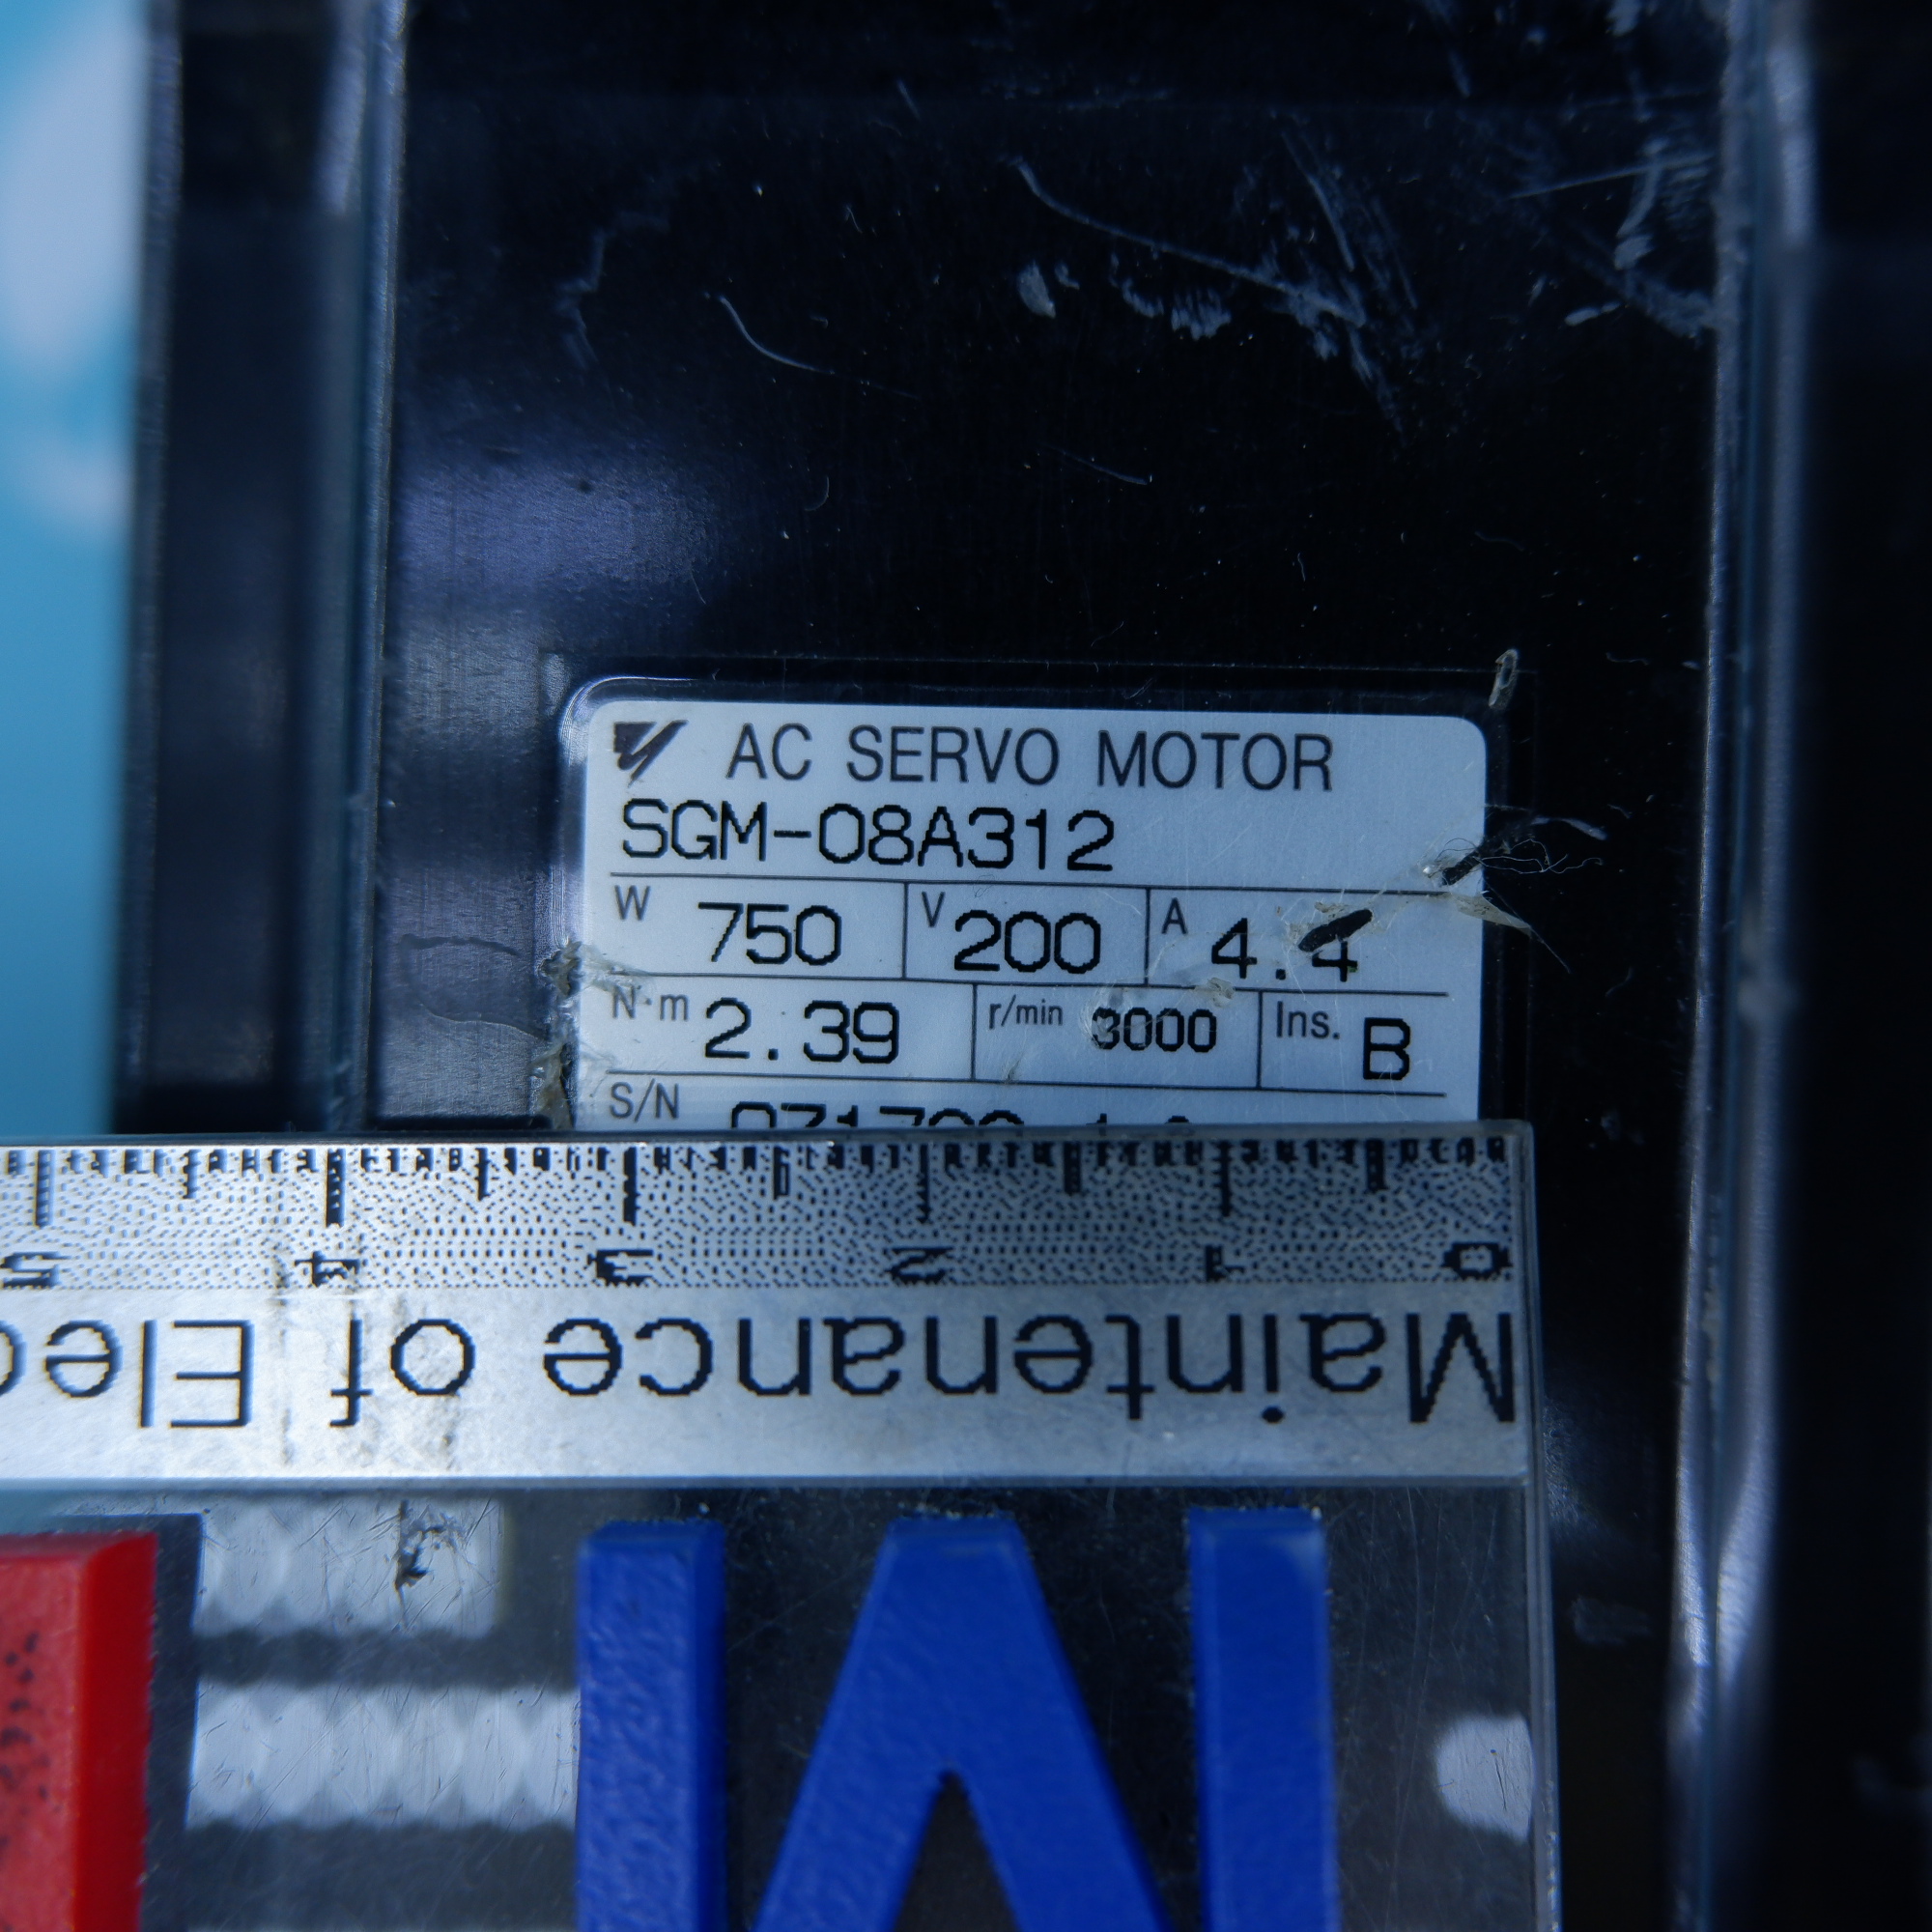 AC SERVO MOTOR
SGM-08A312
W 750 V 200 A 4.4
N·m 2.39 r/min 3000 Ins. B
S/N
5 4 3 2 1 0
Maintenance of Elec
M